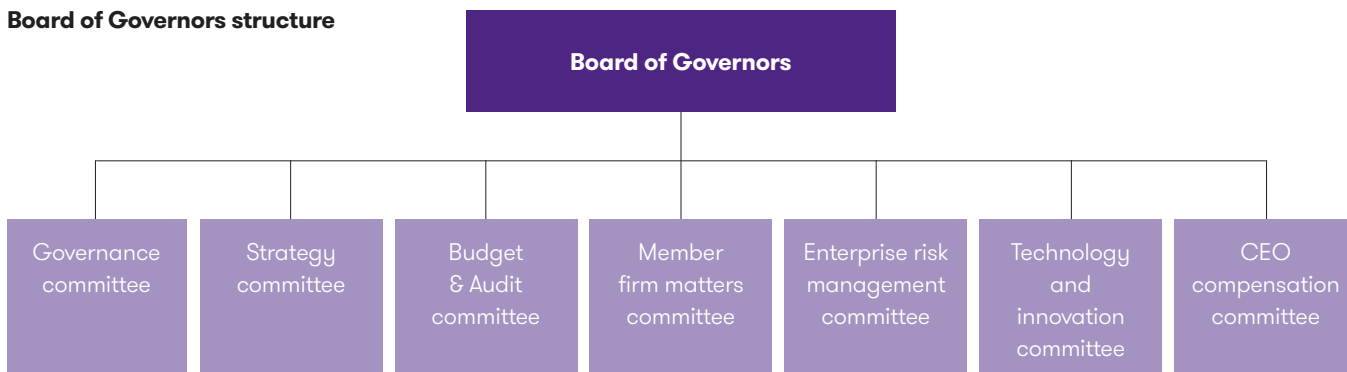 Board of Governors structure
Board of Governors
Governance
committee
Strategy
committee
Budget
& Audit
committee
Member
firm matters
committee
Enterprise risk
management
committee
Technology
and
innovation
committee
CEO
compensation
committee